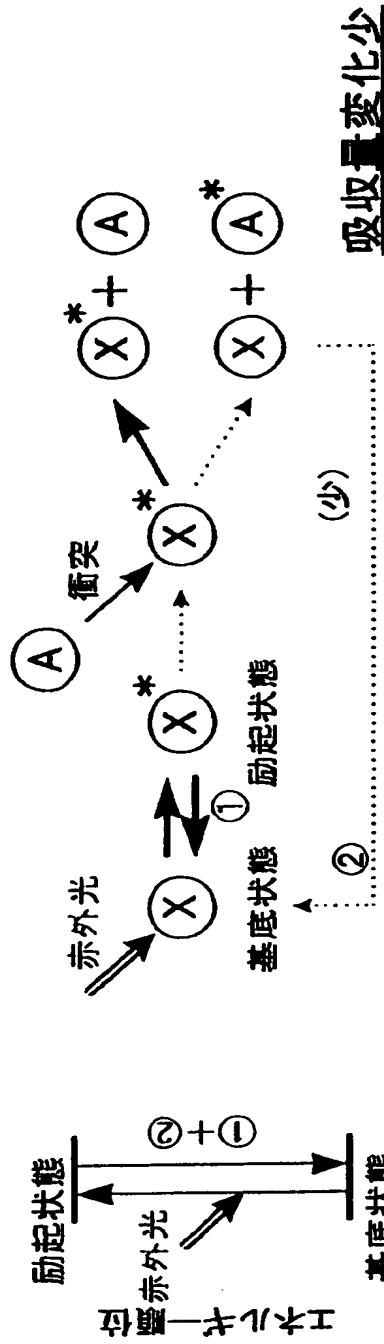 エネルギー準位
励起状態
赤外光
①+②
基底状態
赤外光
X
基底状態
①
X*
励起状態
A
衝突
X*
X* + A
X + A*
②
(少)
吸収量変化少